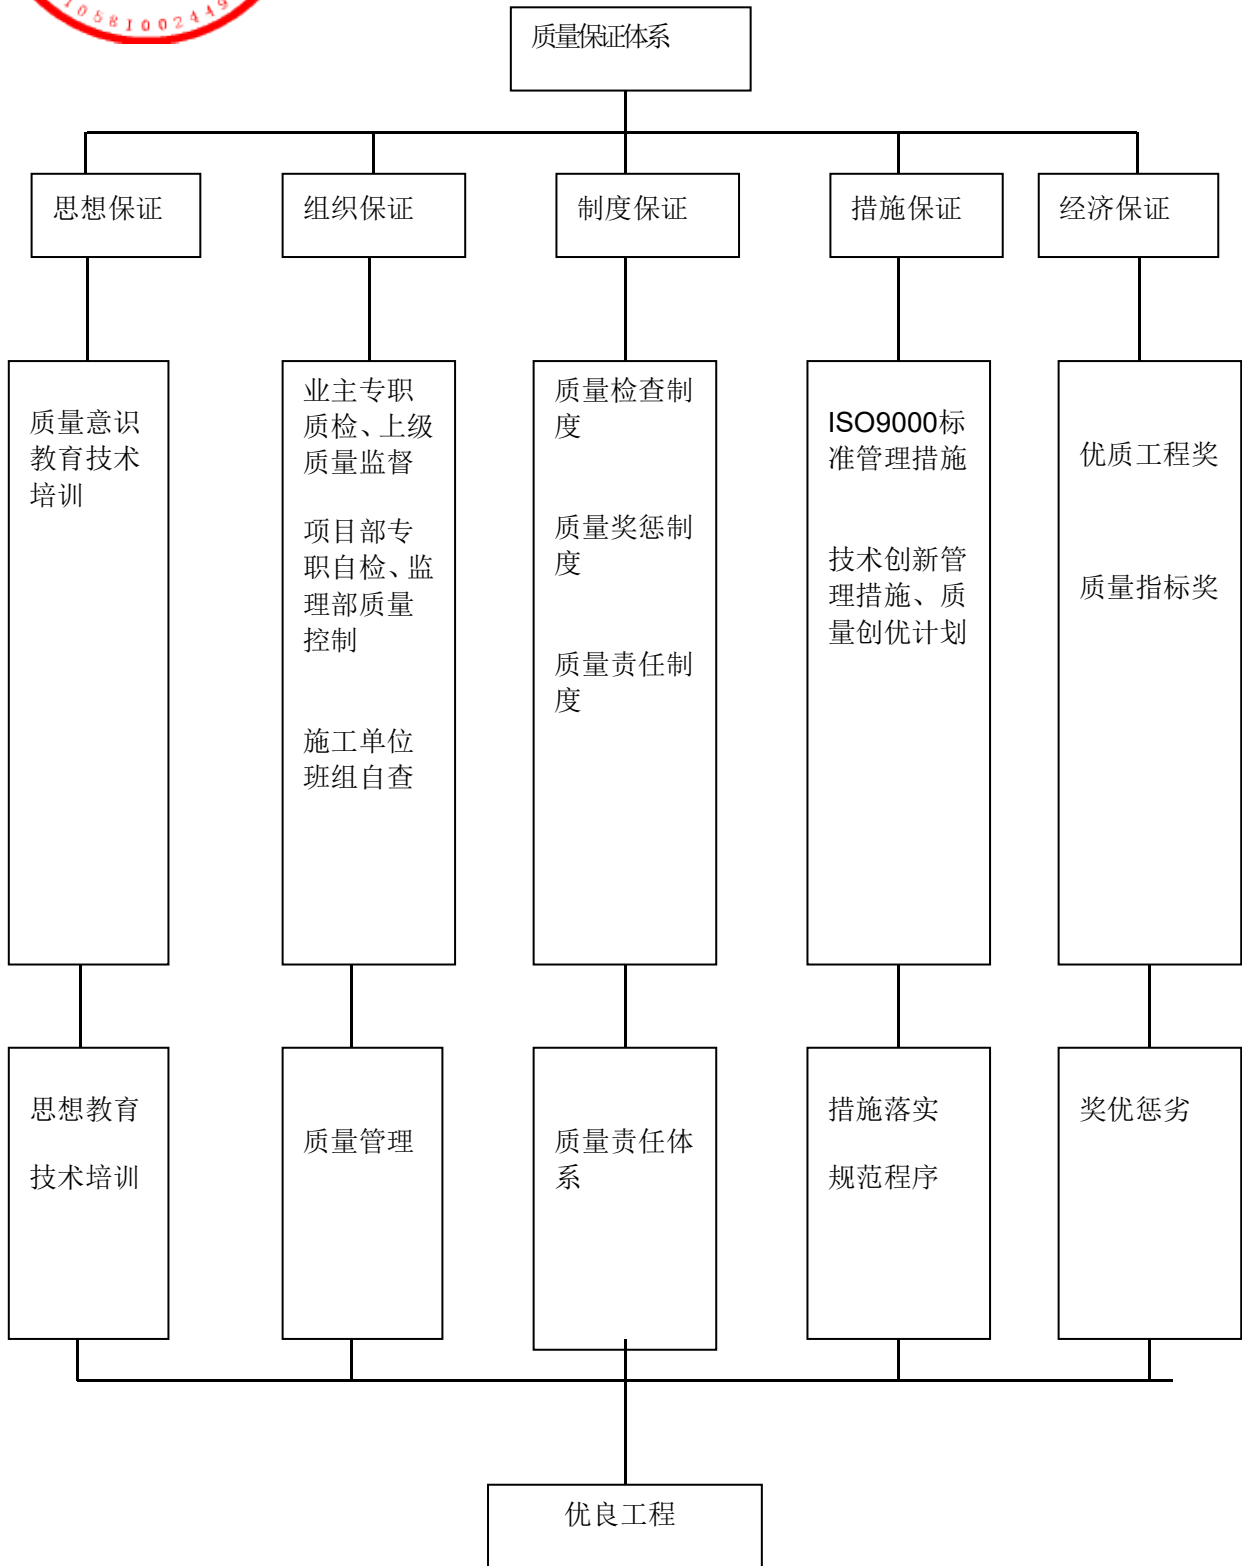 1058100244 9
质量保证体系
思想保证
组织保证
制度保证
措施保证
经济保证
质量意识
教育技术
培训
业主专职
质检、上级
质量监督
项目部专
职自检、监
理部质量
控制
施工单位
班组自查
质量检查制
度
质量奖惩制
度
质量责任制
度
ISO9000标
准管理措施
技术创新管
理措施、质
量创优计划
优质工程奖
质量指标奖
思想教育
技术培训
质量管理
质量责任体
系
措施落实
规范程序
奖优惩劣
优良工程